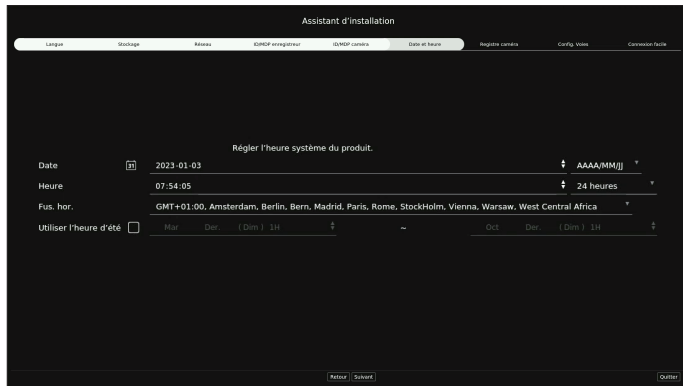 Assistant d'installation
Langue Stockage Réseau ID/MDP enregistreur ID/MDP caméra Date et heure Registre caméra Config. Voies Connexion facile
Régler l'heure système du produit.
Date 31 2023-01-03 AAAA/MM/JJ
Heure 07:54:05 24 heures
Fus. hor. GMT+01:00, Amsterdam, Berlin, Bern, Madrid, Paris, Rome, StockHolm, Vienna, Warsaw, West Central Africa
Utiliser l'heure d'été Mar Der. ( Dim ) 1H ~ Oct Der. ( Dim ) 1H
Retour Suivant Quitter